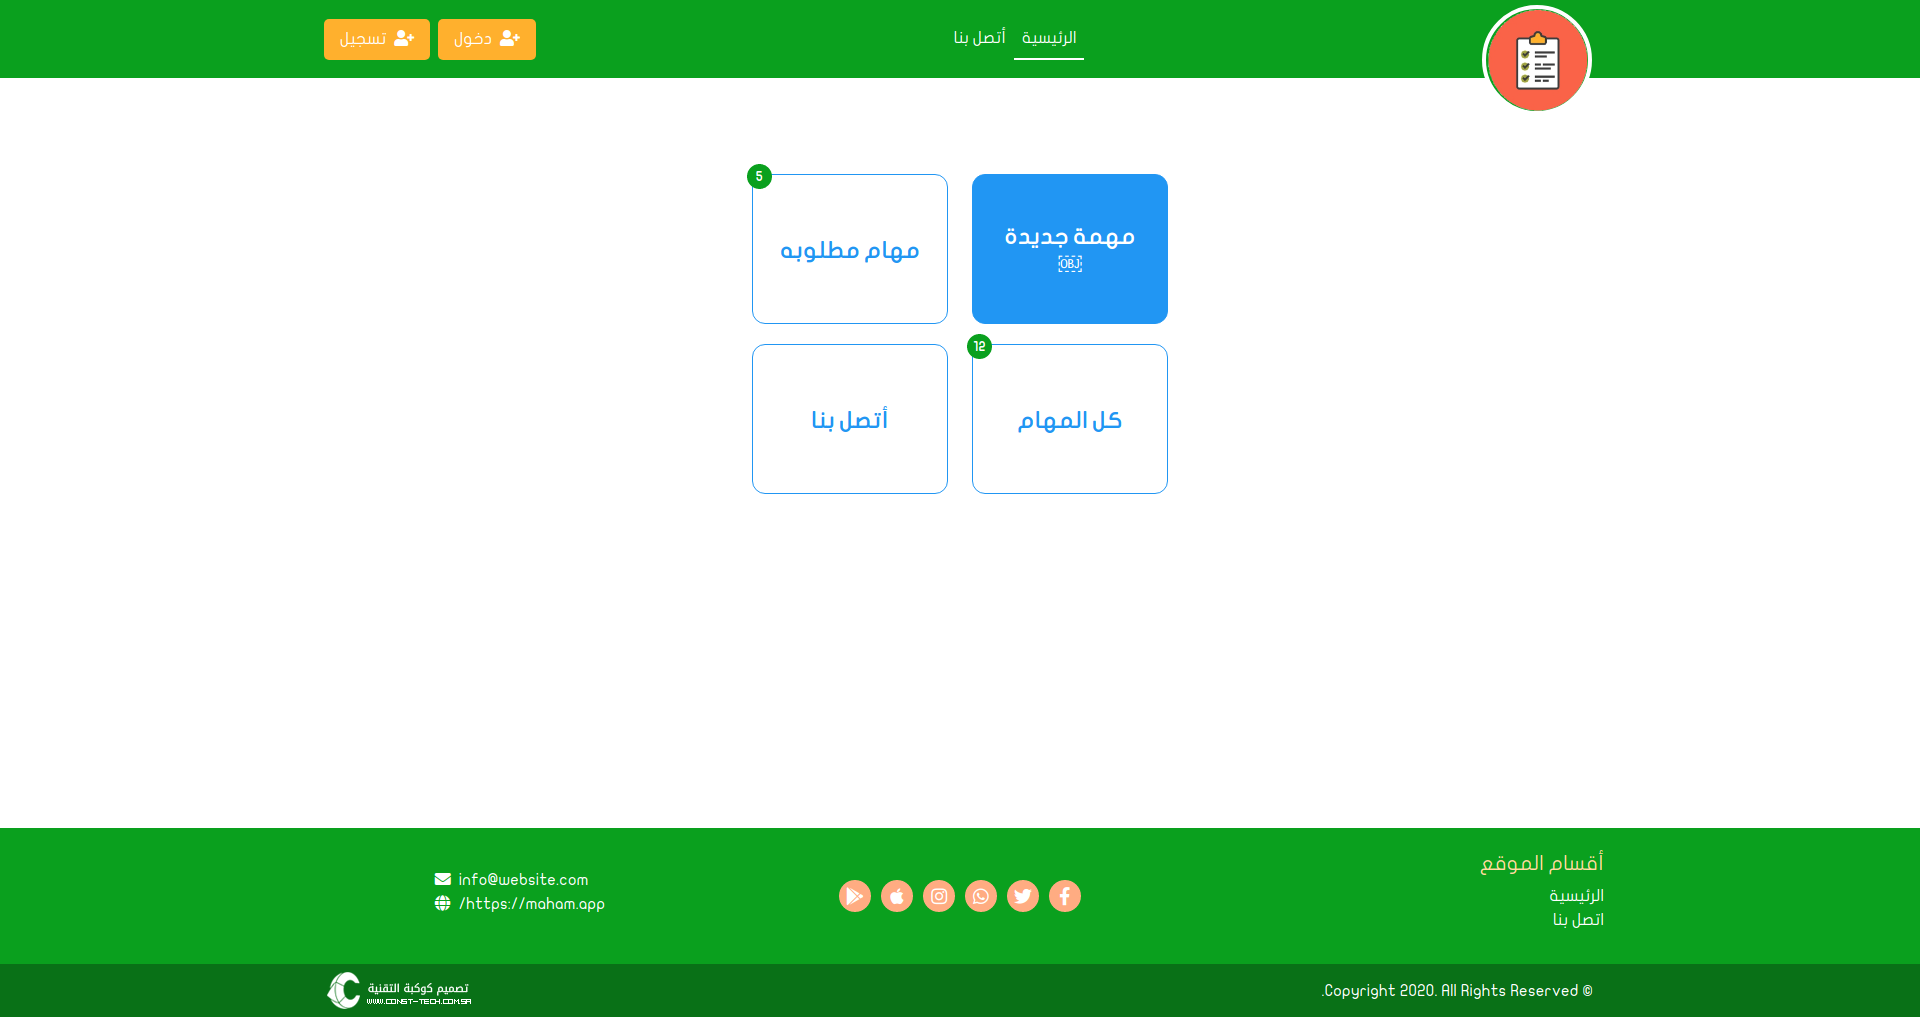 الرئيسية
أتصل بنا
دخول
تسجيل
مهمة جديدة
OBJ
5
مهام مطلوبه
12
كل المهام
أتصل بنا
أقسام الموقع
الرئيسية
اتصل بنا
info@website.com
/https://maham.app
.Copyright 2020. All Rights Reserved ©
تصميم كوكبة التقنية
WWW.CONST-TECH.COM.SA